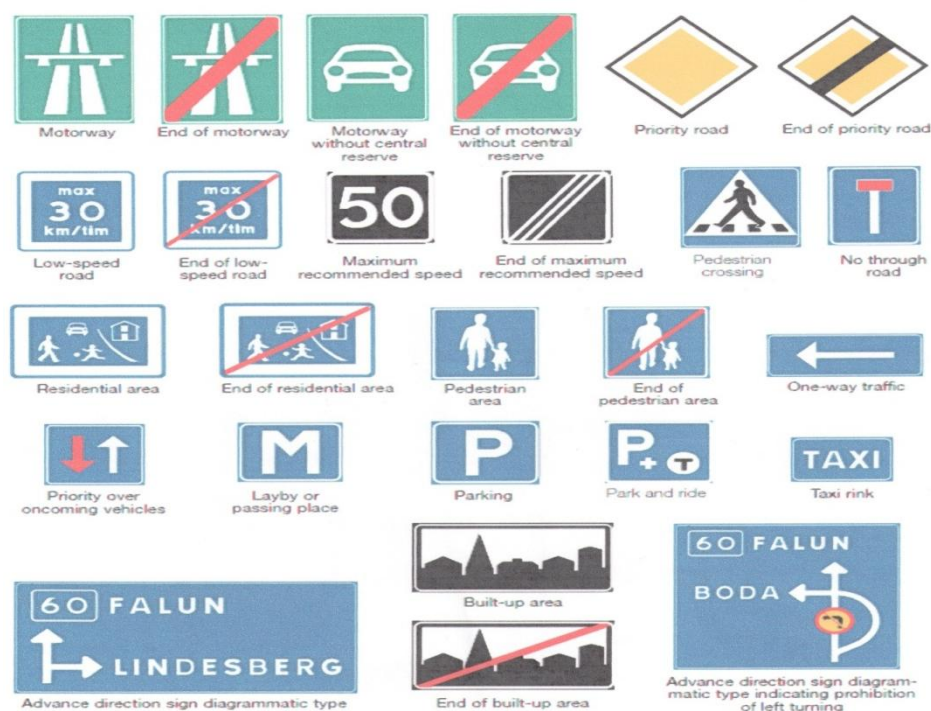 Motorway
End of motorway
Motorway
without central
reserve
End of motorway
without central
reserve
Priority road
End of priority road
max
30
km/tim
Low-speed
road
max
30
km/tim
End of low-
speed road
50
Maximum
recommended speed
End of maximum
recommended speed
Pedestrian
crossing
No through
road
Residential area
End of residential area
Pedestrian
area
End of
pedestrian area
One-way traffic
Priority over
oncoming vehicles
M
Layby or
passing place
P
Parking
P+T
Park and ride
TAXI
Taxi rink
60 FALUN
LINDESBERG
Advance direction sign diagrammatic type
Built-up area
End of built-up area
60 FALUN
BODA
Advance direction sign diagram-
matic type indicating prohibition
of left turning